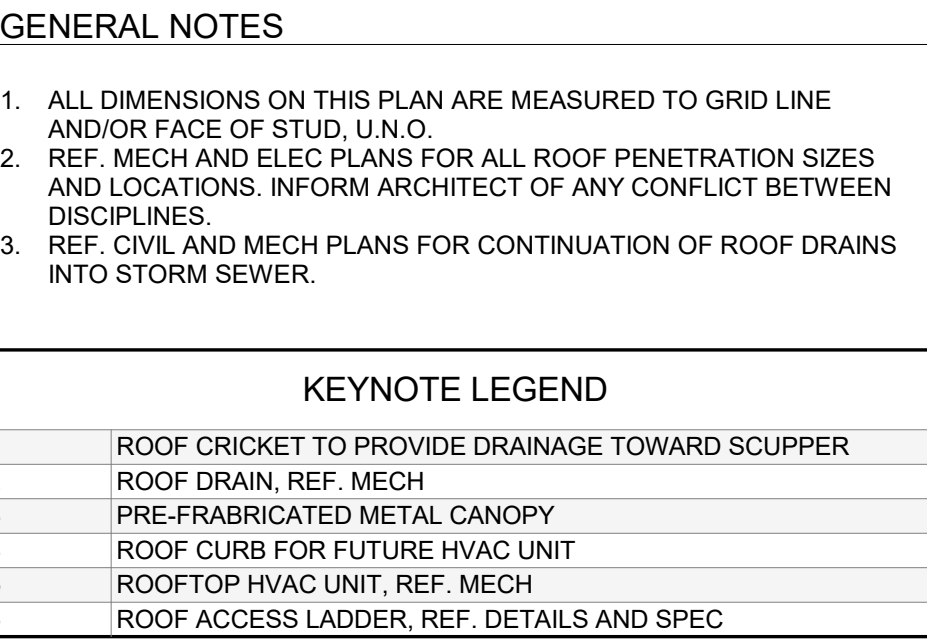 GENERAL NOTES
1. ALL DIMENSIONS ON THIS PLAN ARE MEASURED TO GRID LINE
AND/OR FACE OF STUD, U.N.O.
2. REF. MECH AND ELEC PLANS FOR ALL ROOF PENETRATION SIZES
AND LOCATIONS. INFORM ARCHITECT OF ANY CONFLICT BETWEEN
DISCIPLINES.
3. REF. CIVIL AND MECH PLANS FOR CONTINUATION OF ROOF DRAINS
INTO STORM SEWER.
KEYNOTE LEGEND
ROOF CRICKET TO PROVIDE DRAINAGE TOWARD SCUPPER
ROOF DRAIN, REF. MECH
PRE-FRABRICATED METAL CANOPY
ROOF CURB FOR FUTURE HVAC UNIT
ROOFTOP HVAC UNIT, REF. MECH
ROOF ACCESS LADDER, REF. DETAILS AND SPEC